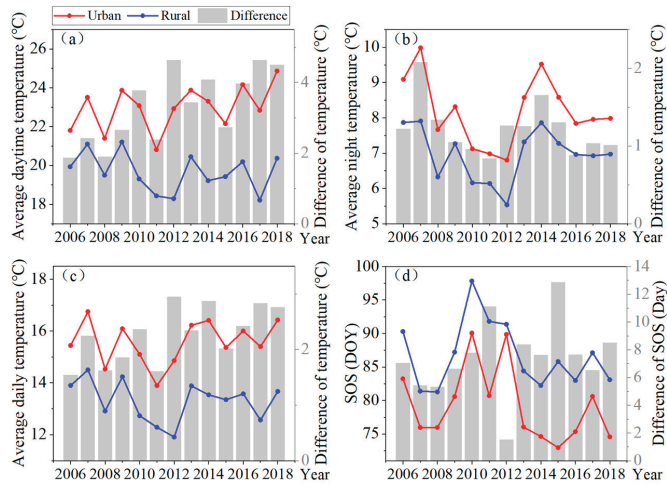 Urban Rural Difference
(a)
Average daytime temperature (℃)
26
24
22
20
18
4
2
0
Difference of temperature (℃)
2006 2008 2010 2012 2014 2016 2018 Year
(b)
Average night temperature (℃)
10
9
8
7
6
5
2
1
0
Difference of temperature (℃)
2006 2008 2010 2012 2014 2016 2018 Year
(c)
Average daily temperature (℃)
18
16
14
12
2
0
Difference of temperature (℃)
2006 2008 2010 2012 2014 2016 2018 Year
(d)
SOS (DOY)
100
95
90
85
80
75
14
12
10
8
6
4
2
0
Difference of SOS (Day)
2006 2008 2010 2012 2014 2016 2018 Year